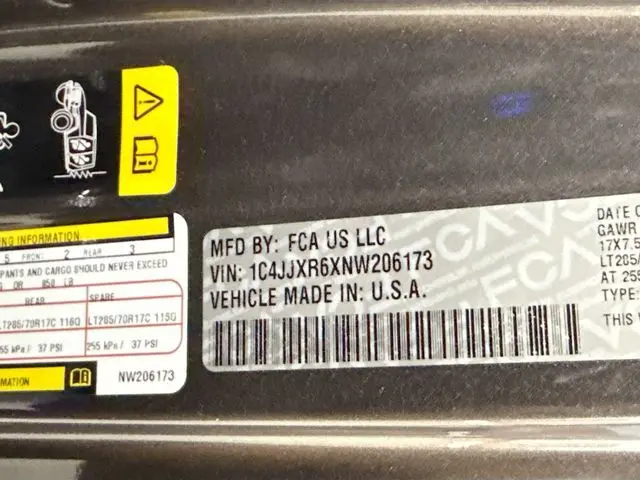 NG INFORMATION
5 FRONT: 2 REAR 3
PANTS AND CARGO SHOULD NEVER EXCEED
OR 850 LB
REAR SPARE
LT285/70R17C 116Q LT285/70R17C 116Q
255 kPa / 37 PSI 255 kPa / 37 PSI
MATION
NW206173
MFD BY: FCA US LLC
VIN: 1C4JJXR6XNW206173
VEHICLE MADE IN: U.S.A.
DATE O
GAWR
17X7.5
LT285/
AT 255
TYPE:
THIS